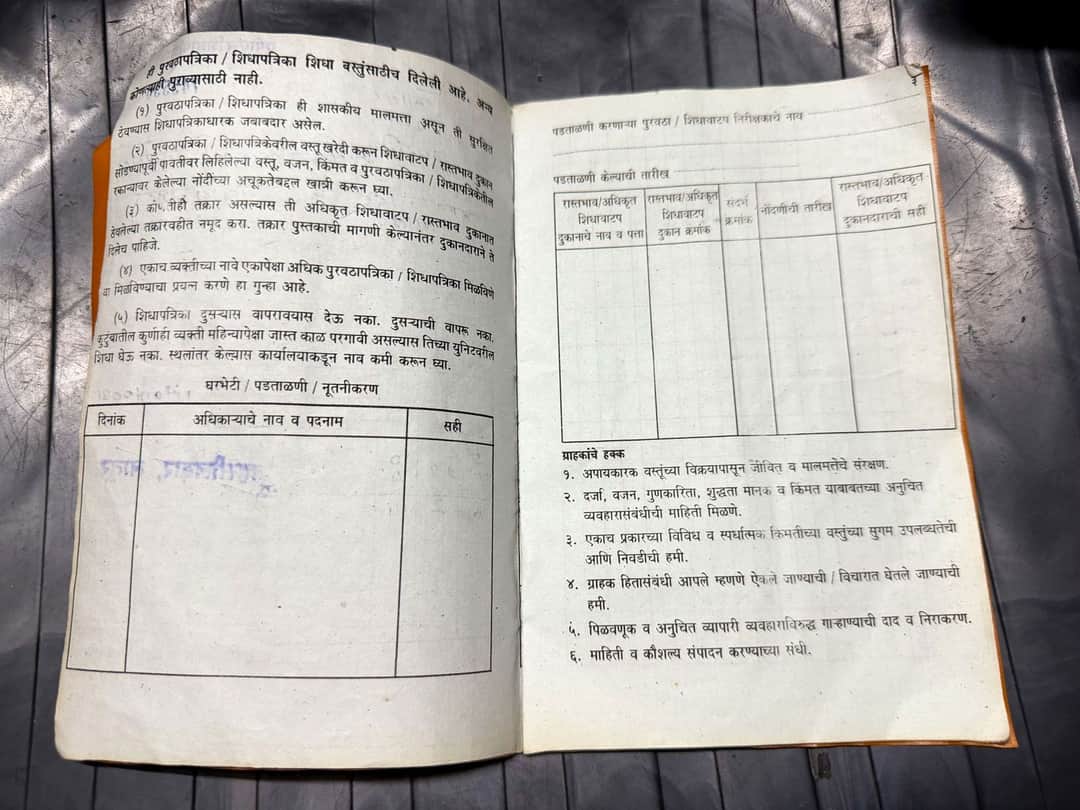 ही पुरवठापत्रिका / शिधापत्रिका शिधा वस्तुंसाठीच दिलेली आहे. अन्य
कोणत्याही पुराव्यासाठी नाही.
(१) पुरवठापत्रिका / शिधापत्रिका ही शासकीय मालमत्ता असून ती सुरक्षित
ठेवण्यास शिधापत्रिकाधारक जबाबदार असेल.
(२) पुरवठापत्रिका / शिधापत्रिकेवरील वस्तू खरेदी करून शिधावाटप / रास्तभाव दुकान
सोडण्यापूर्वी पावतीवर लिहिलेल्या वस्तू, वजन, किंमत व पुरवठापत्रिका / शिधापत्रिकेतील
रकान्यावर केलेल्या नोंदींच्या अचूकतेबद्दल खात्री करून घ्या.
(३) कोणतीही तक्रार असल्यास ती अधिकृत शिधावाटप / रास्तभाव दुकानात
ठेवलेल्या तक्रारवहीत नमूद करा. तक्रार पुस्तकाची मागणी केल्यानंतर दुकानदाराने ते
दिलेच पाहिजे.
(४) एकाच व्यक्तीच्या नावे एकापेक्षा अधिक पुरवठापत्रिका / शिधापत्रिका मिळविणे
वा मिळविण्याचा प्रयत्न करणे हा गुन्हा आहे.
(५) शिधापत्रिका दुसऱ्यास वापरावयास देऊ नका. दुसऱ्याची वापरू नका.
कुटुंबातील कुणीही व्यक्ती महिन्यापेक्षा जास्त काळ परगावी असल्यास तिच्या युनिटवरील
शिधा घेऊ नका. स्थलांतर केल्यास कार्यालयाकडून नाव कमी करून घ्या.
घरभेटी / पडताळणी / नूतनीकरण
दिनांक अधिकाऱ्याचे नाव व पदनाम सही
पडताळणी करणाऱ्या पुरवठा / शिधावाटप निरीक्षकाचे नाव
पडताळणी केल्याची तारीख
रास्तभाव/अधिकृत रास्तभाव/अधिकृत संदर्भ नोंदणीची तारीख रास्तभाव/अधिकृत
शिधावाटप शिधावाटप क्रमांक शिधावाटप
दुकानाचे नाव व पत्ता दुकान क्रमांक दुकानदाराची सही
ग्राहकांचे हक्क
१. अपायकारक वस्तूंच्या विक्रयापासून जीवित व मालमत्तेचे संरक्षण.
२. दर्जा, वजन, गुणकारिता, शुद्धता मानक व किंमत याबाबतच्या अनुचित
व्यवहारासंबंधीची माहिती मिळणे.
३. एकाच प्रकारच्या विविध व स्पर्धात्मक किमतीच्या वस्तुंच्या सुगम उपलब्धतेची
आणि निवडीची हमी.
४. ग्राहक हितासंबंधी आपले म्हणणे ऐकले जाण्याची / विचारात घेतले जाण्याची
हमी.
५. पिळवणूक व अनुचित व्यापारी व्यवहाराविरुद्ध गाऱ्हाण्याची दाद व निराकरण.
६. माहिती व कौशल्य संपादन करण्याच्या संधी.